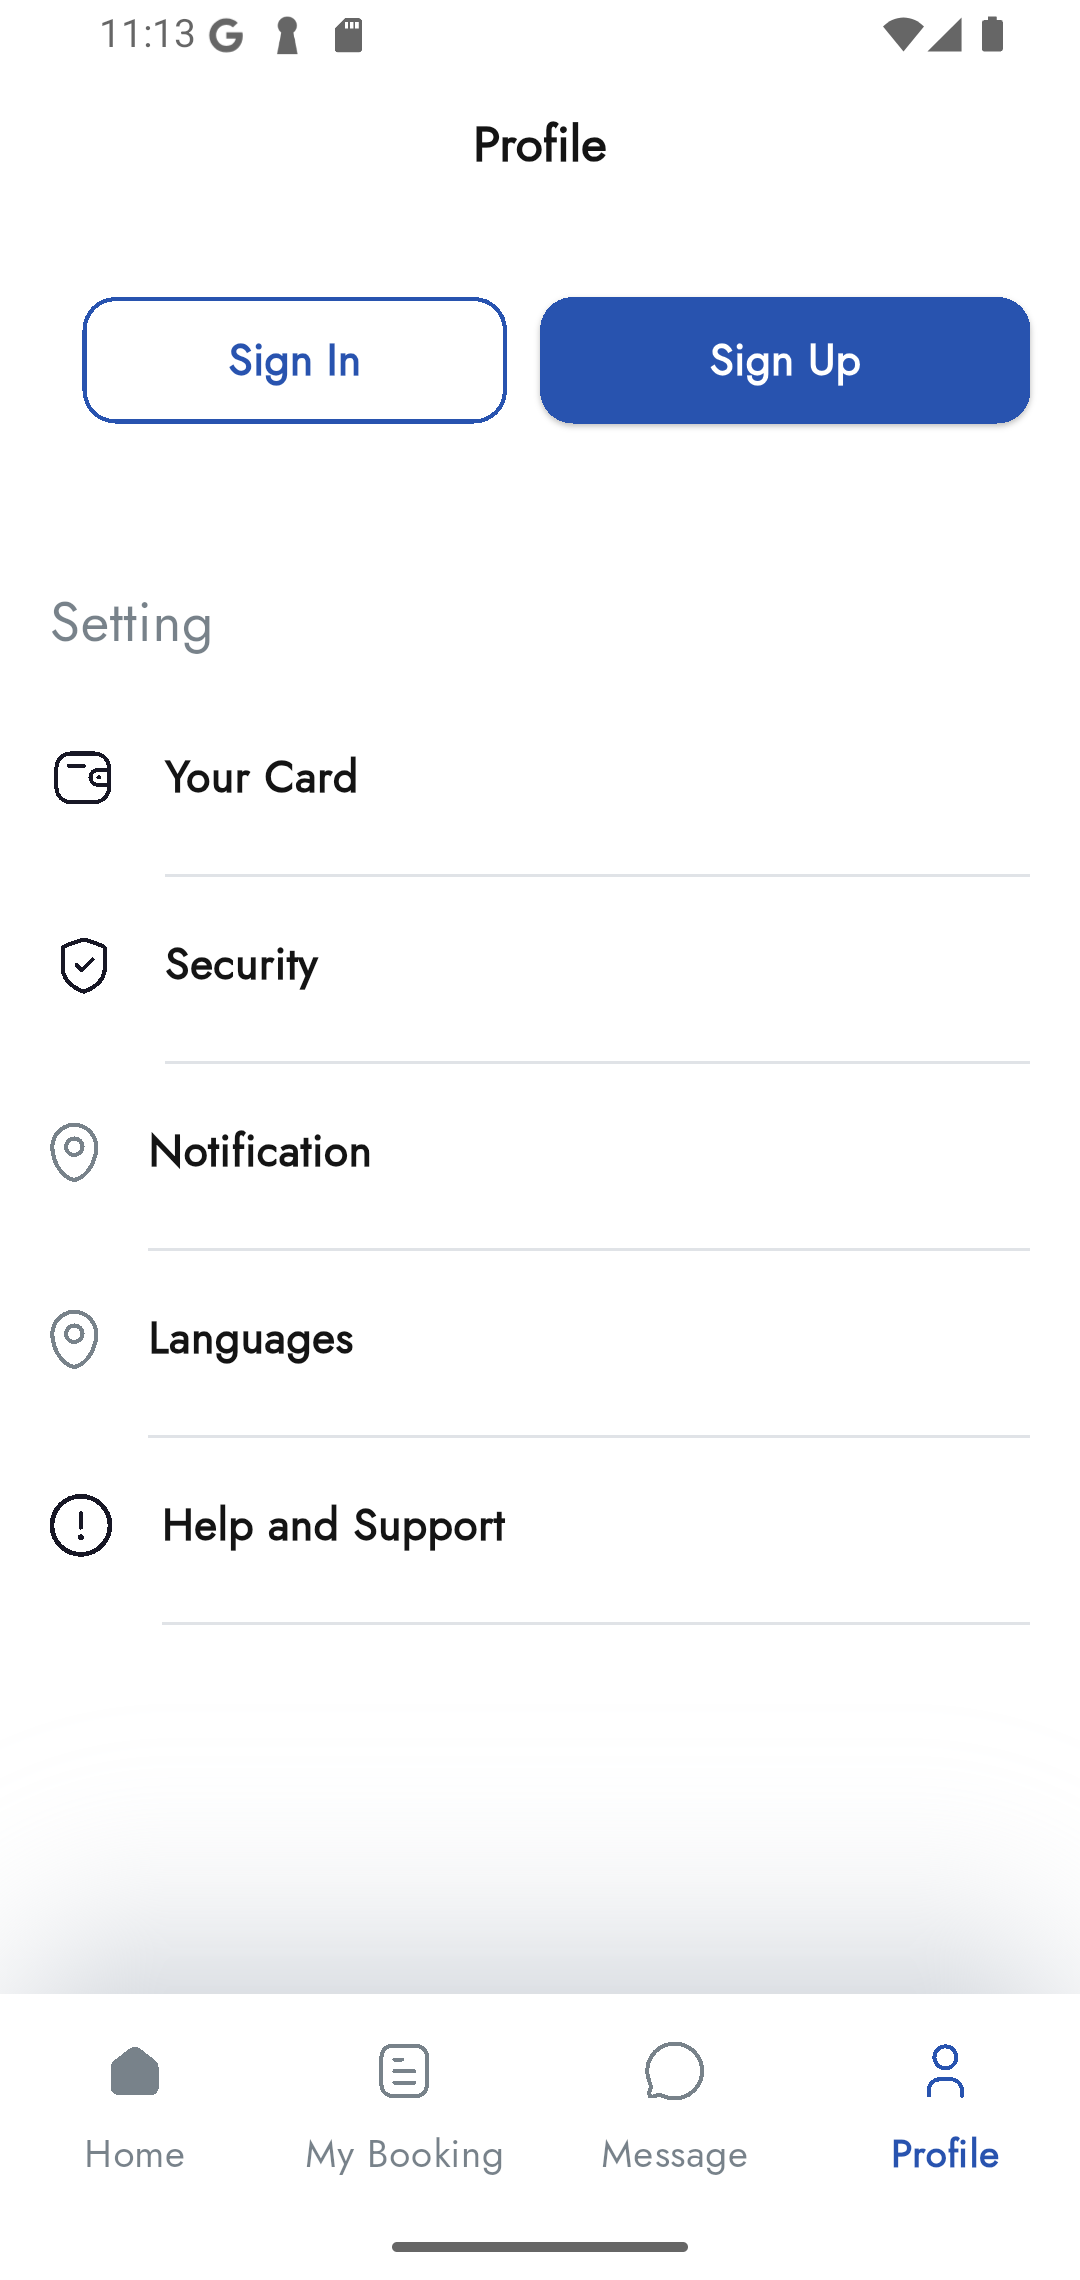 11:13
Profile
Sign In
Sign Up
Setting
Your Card
Security
Notification
Languages
Help and Support
Home
My Booking
Message
Profile